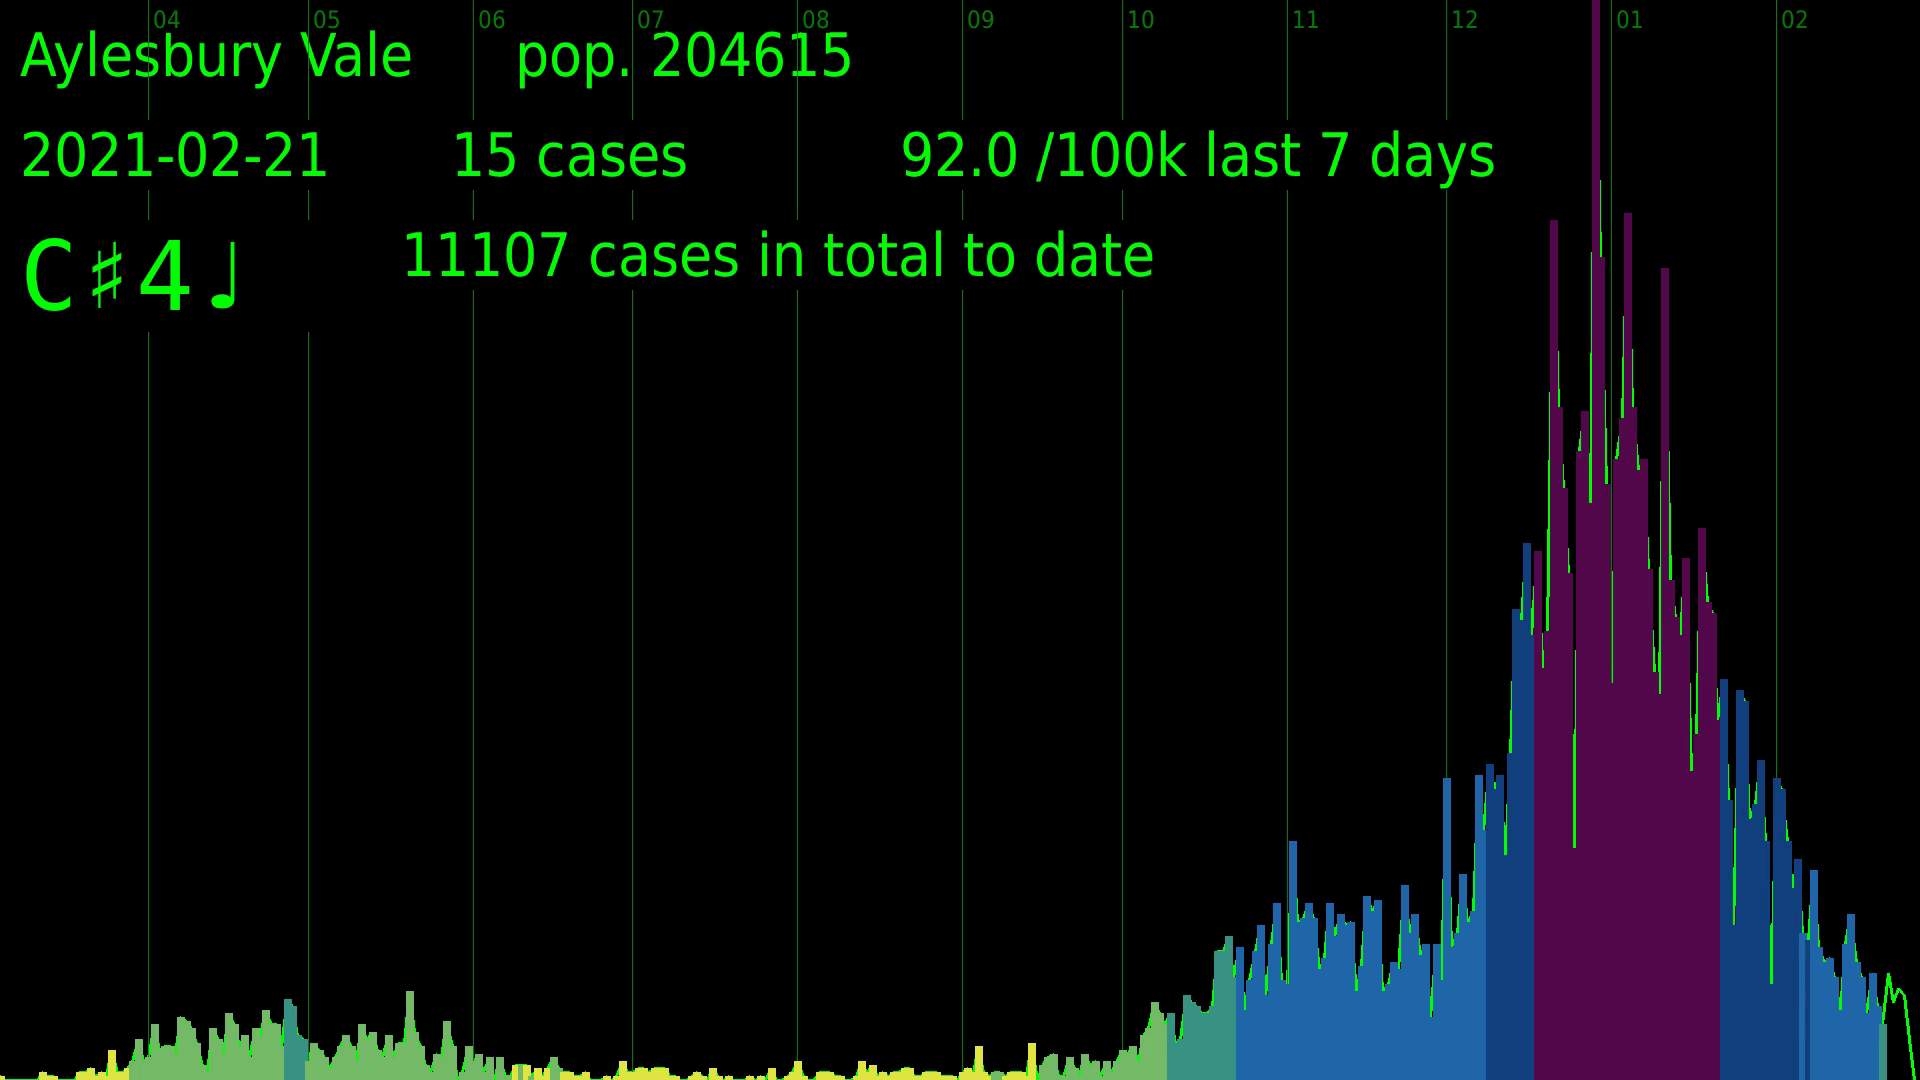 04 05 06 07 08 09 10 11 12 01 02
Aylesbury Vale pop. 204615
2021-02-21 15 cases 92.0 /100k last 7 days
C♯4♩ 11107 cases in total to date